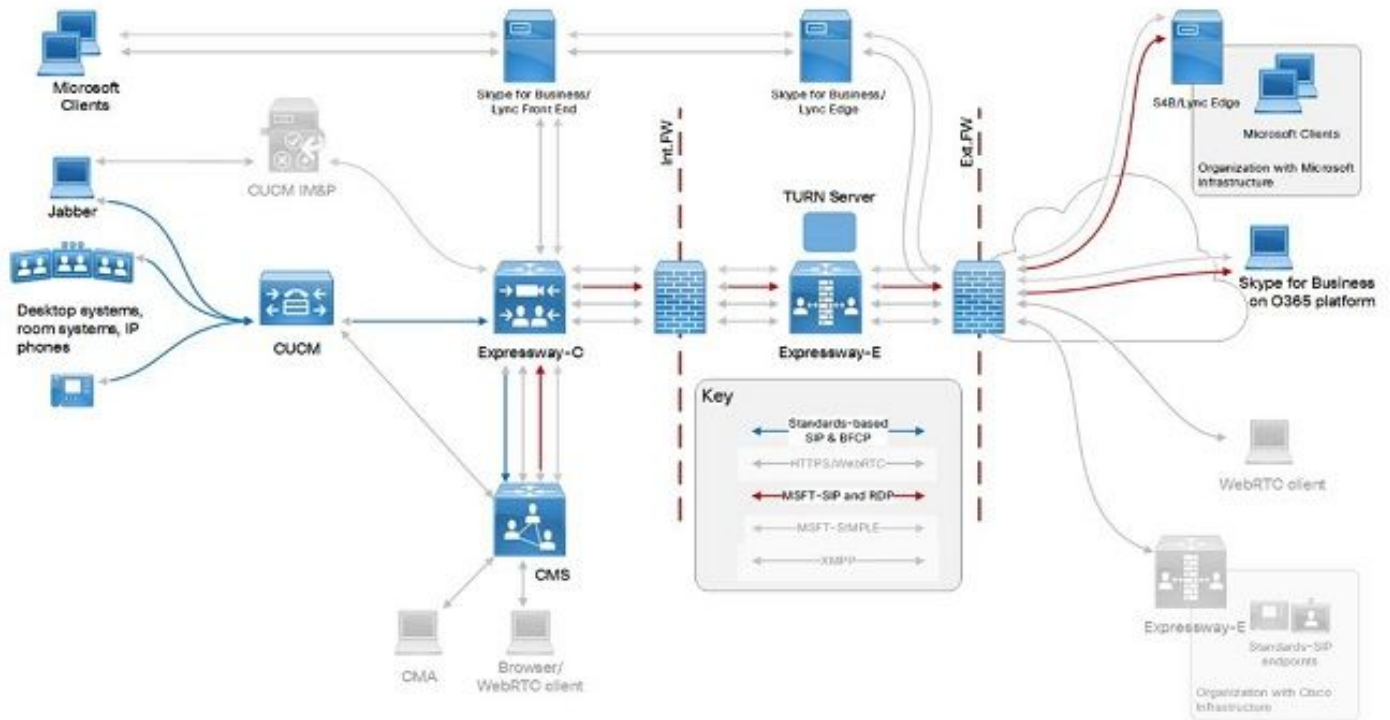 Microsoft
Clients
Skype for Business/
Lync Front End
Skype for Business/
Lync Edge
S4B/Lync Edge
Microsoft Clients
Organization with Microsoft
Infrastructure
CUCM IM&P
Jabber
Int.FW
Ext.FW
TURN Server
Desktop systems,
room systems, IP
phones
CUCM
Expressway-C
Expressway-E
Skype for Business
on O365 platform
Key
Standards-based
SIP & BFCP
HTTPS/WebRTC
MSFT-SIP and RDP
MSFT-SIMPLE
XMPP
WebRTC client
CMS
CMA
Browser/
WebRTC client
Expressway-E
Standards-SIP
endpoints
Organization with Cisco
Infrastructure